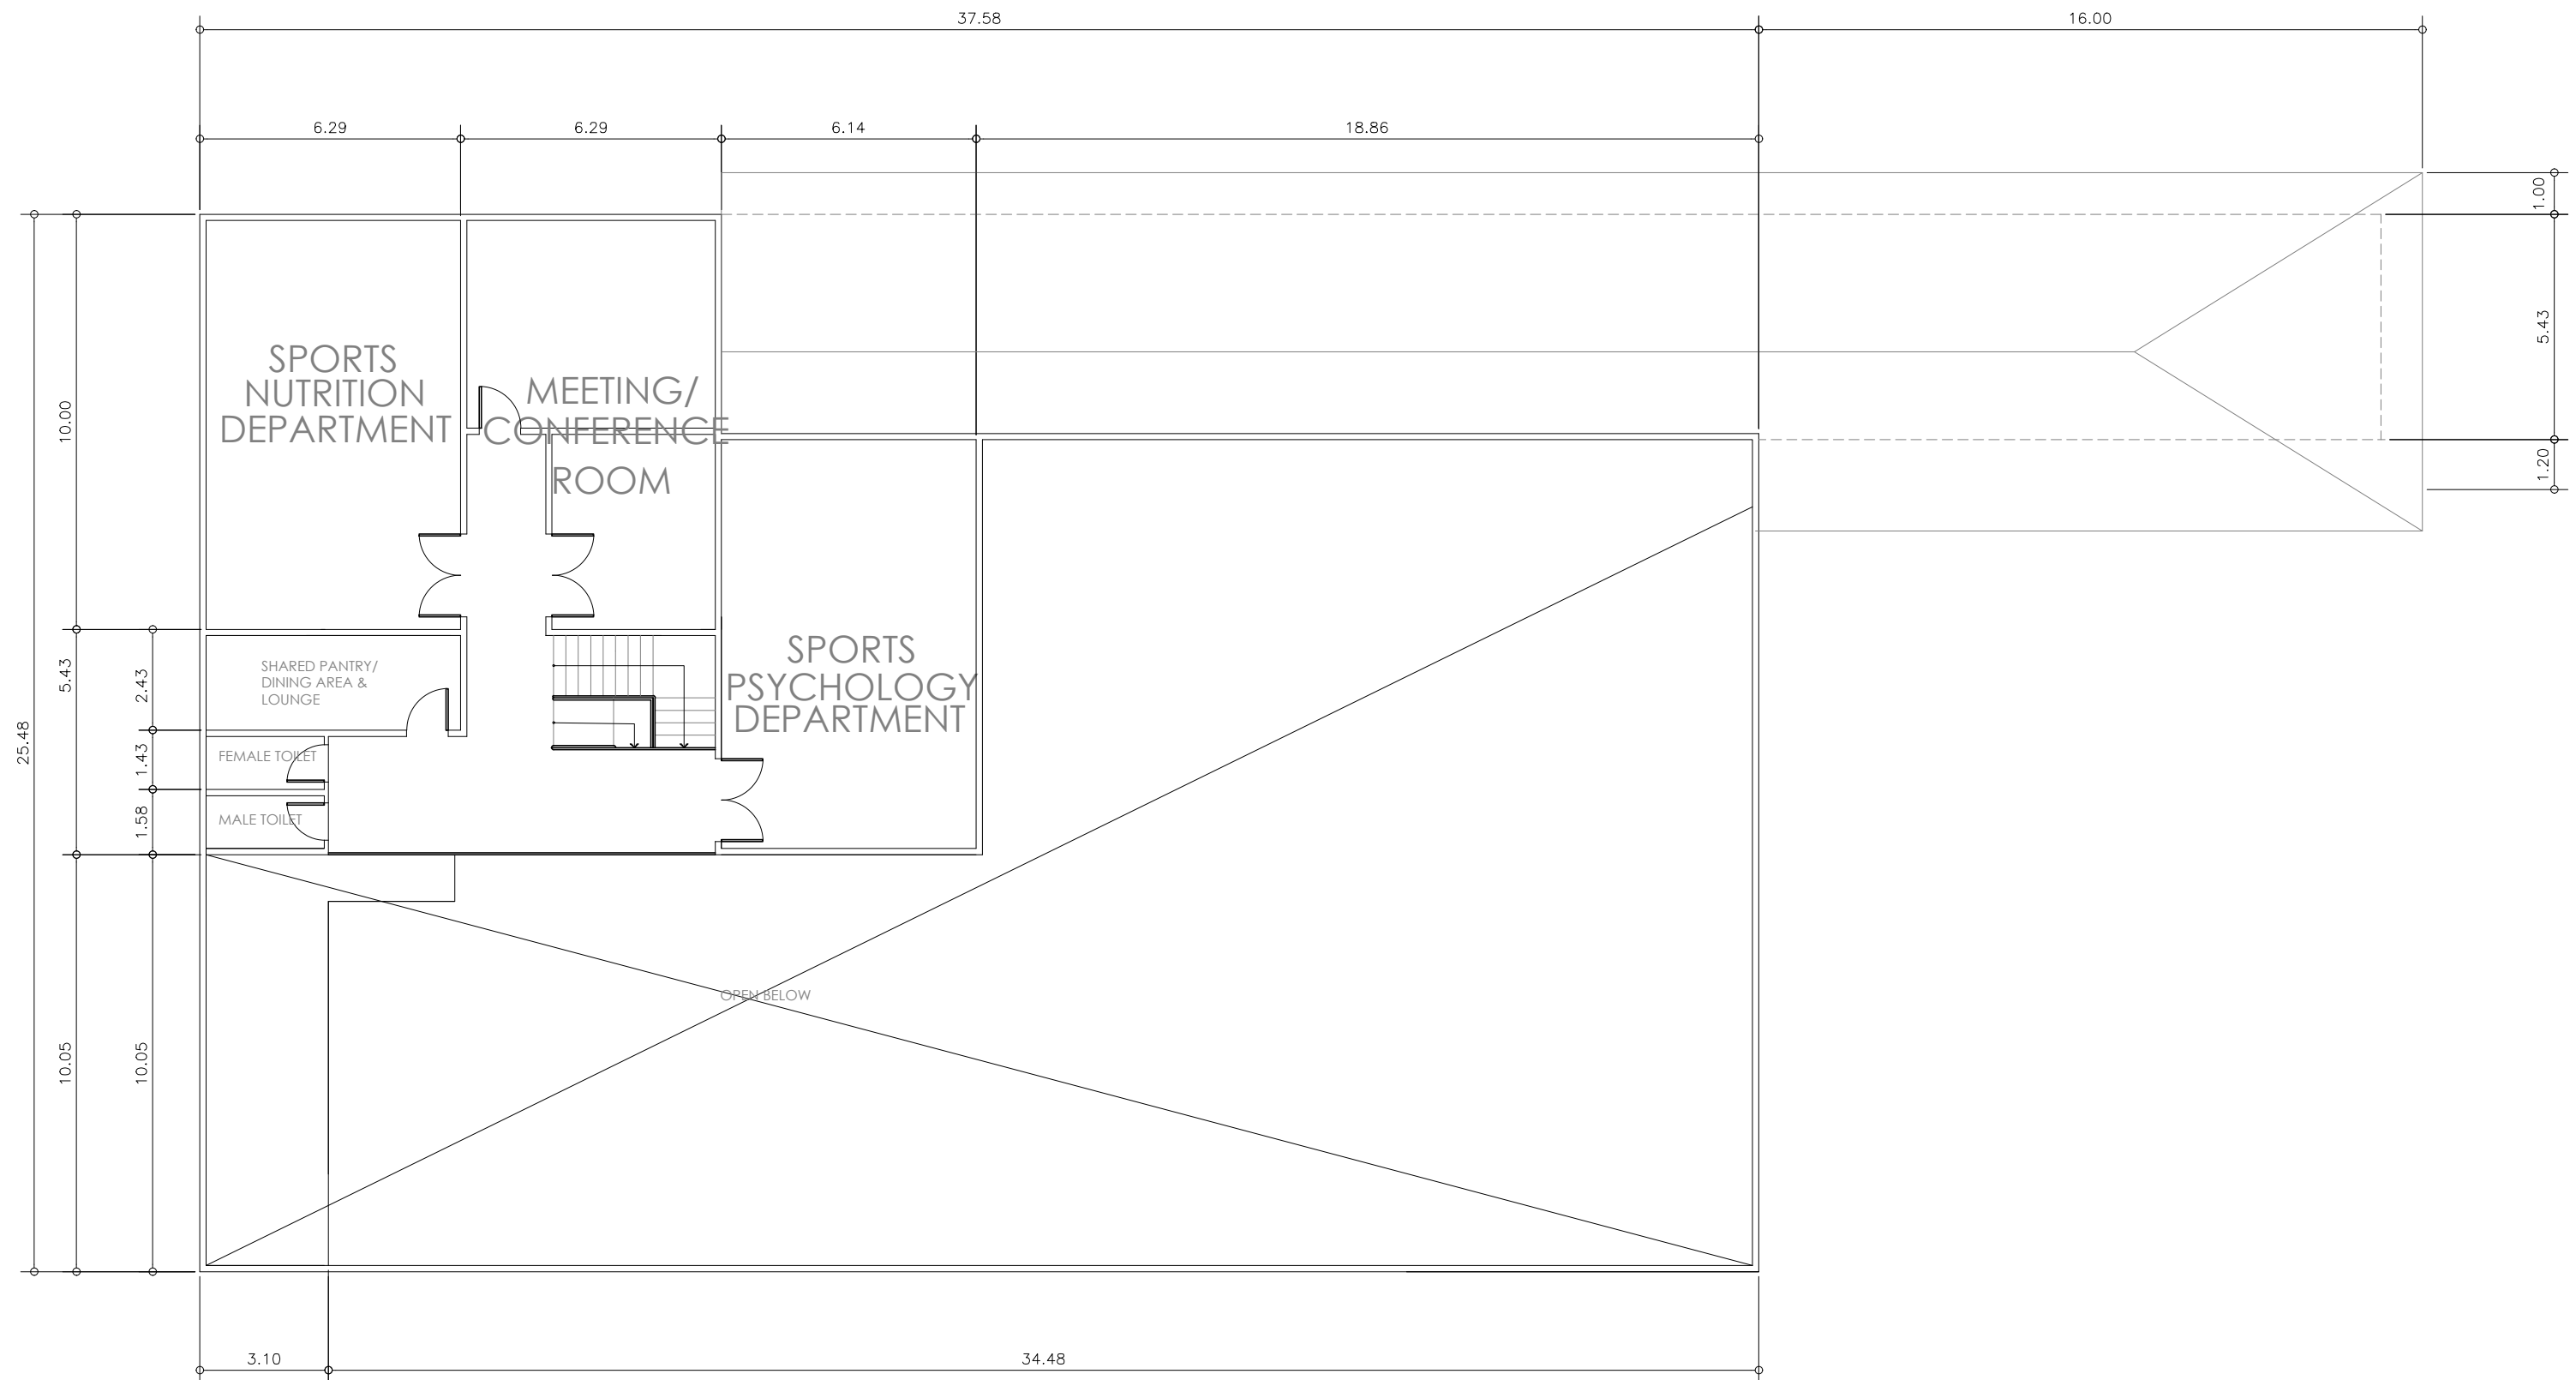 37.58
16.00
6.29
6.29
6.14
18.86
1.00
5.43
1.20
10.00
5.43
2.43
1.43
1.58
25.48
10.05
10.05
SPORTS
NUTRITION
DEPARTMENT
MEETING/
CONFERENCE
ROOM
SHARED PANTRY/
DINING AREA &
LOUNGE
FEMALE TOILET
MALE TOILET
SPORTS
PSYCHOLOGY
DEPARTMENT
OPEN BELOW
3.10
34.48